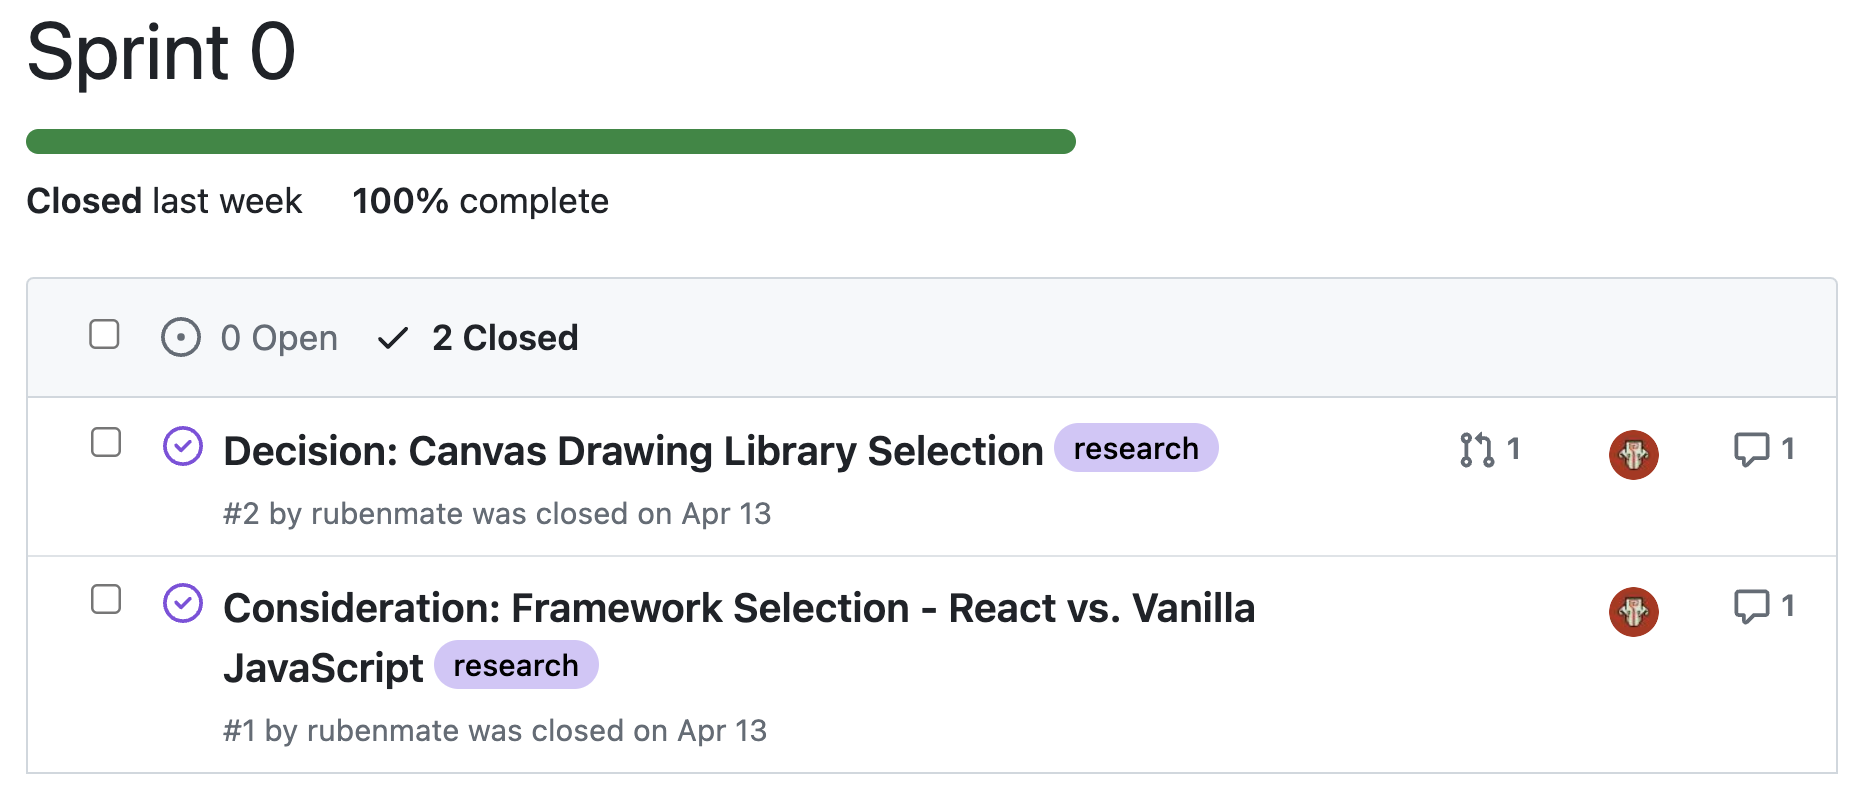 Sprint 0
Closed last week 100% complete
0 Open 2 Closed
Decision: Canvas Drawing Library Selection research 1 1
#2 by rubenmate was closed on Apr 13
Consideration: Framework Selection - React vs. Vanilla 1
JavaScript research
#1 by rubenmate was closed on Apr 13